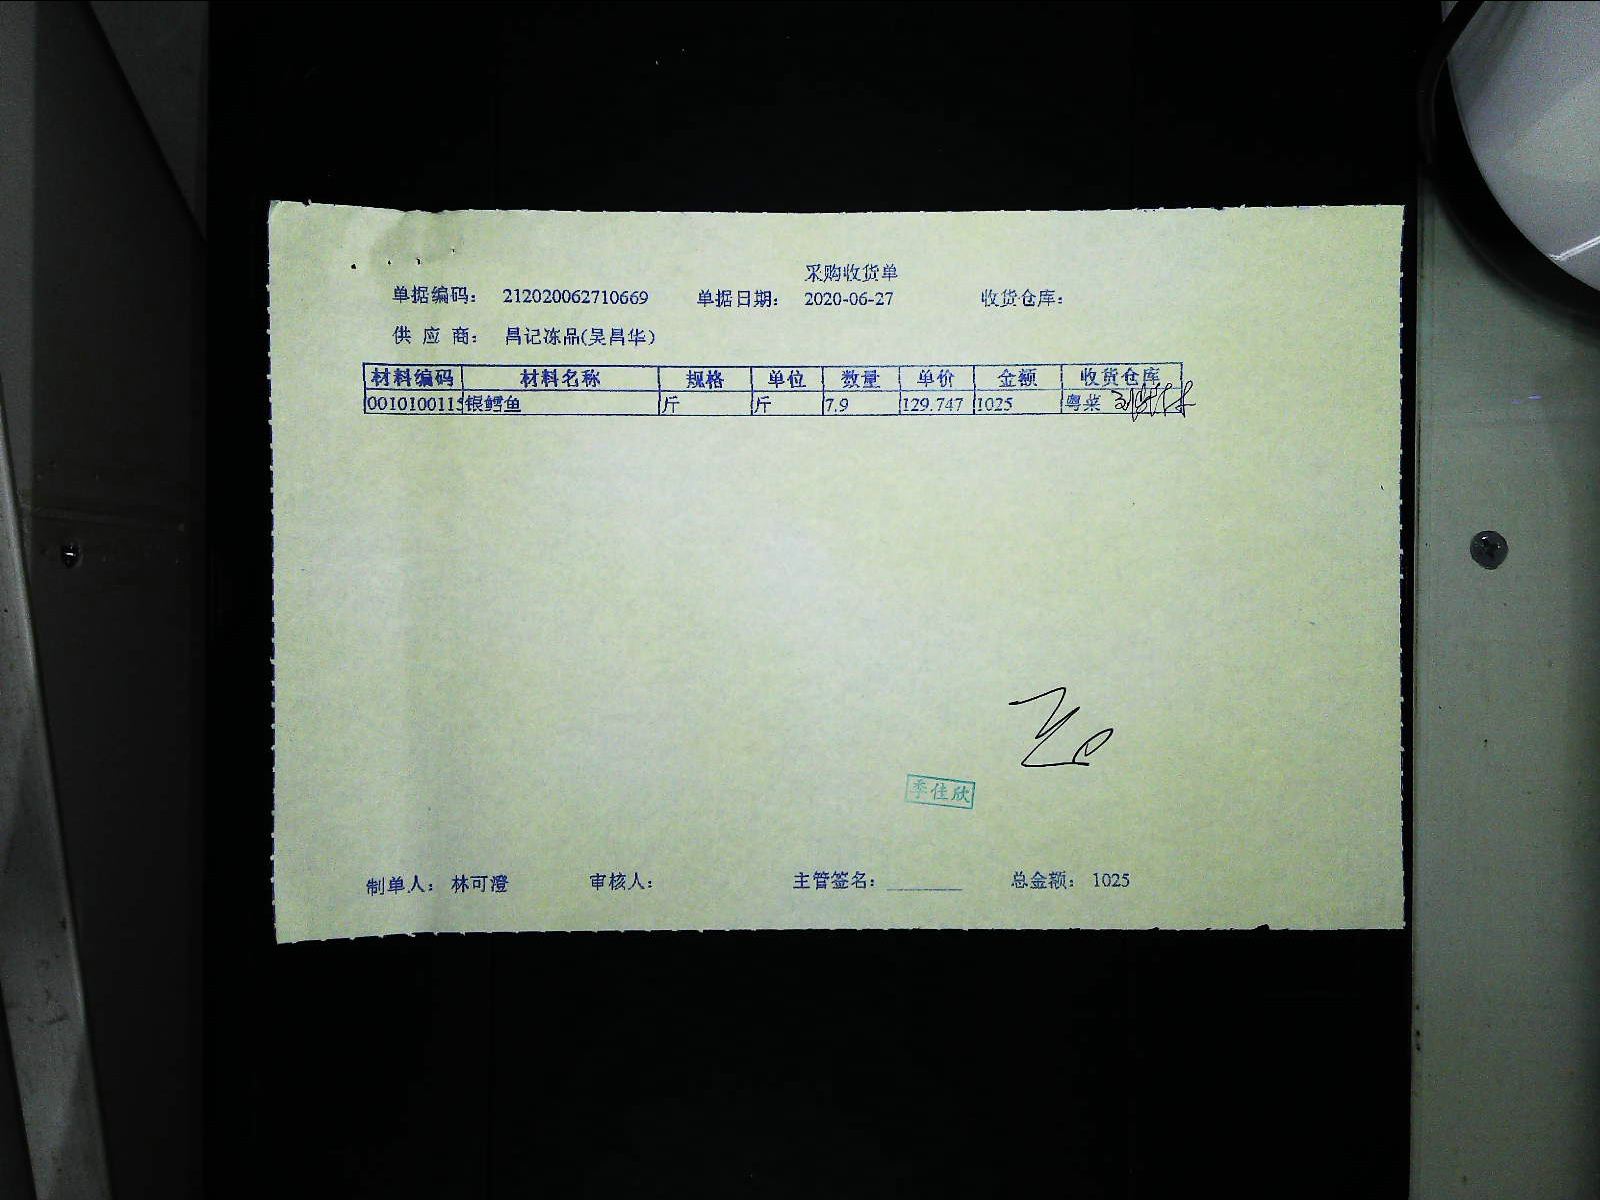 采购收货单
单据编码： 212020062710669 单据日期： 2020-06-27 收货仓库：
供应商： 昌记冻品(吴昌华)
材料编码 材料名称 规格 单位 数量 单价 金额 收货仓库
0010100115 银鳕鱼 斤 斤 7.9 129.747 1025 粤菜
季佳欣
制单人： 林可澄 审核人： 主管签名： 总金额： 1025